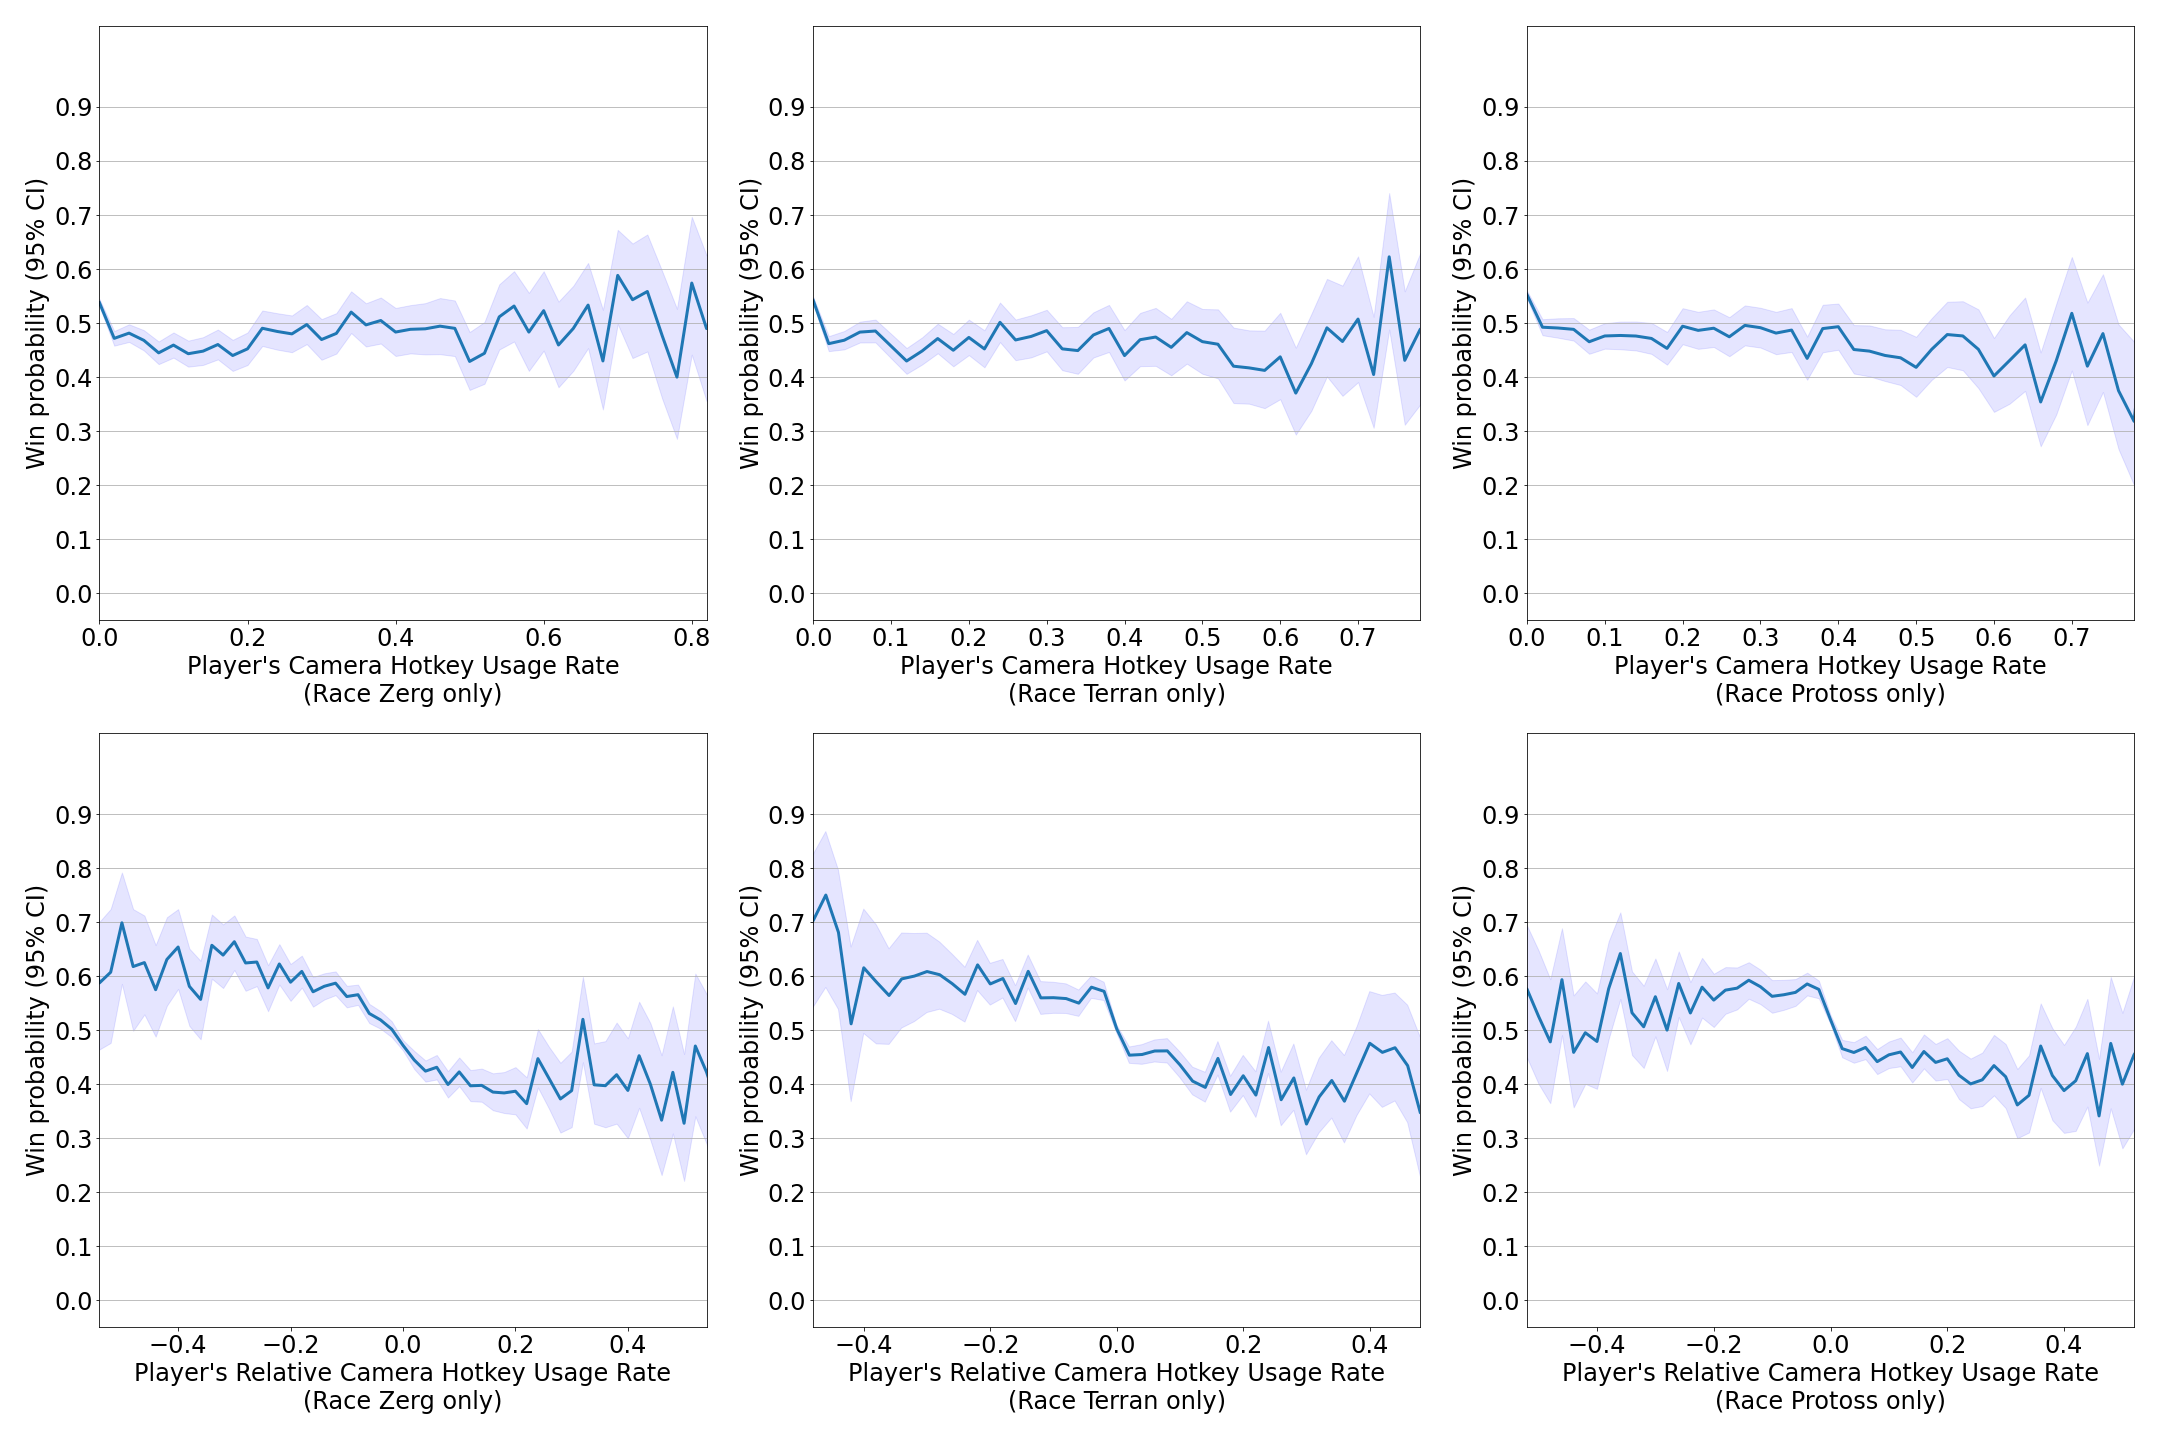 Win probability (95% CI)
0.9
0.8
0.7
0.6
0.5
0.4
0.3
0.2
0.1
0.0
0.0 0.2 0.4 0.6 0.8
Player's Camera Hotkey Usage Rate
(Race Zerg only)
Win probability (95% CI)
0.9
0.8
0.7
0.6
0.5
0.4
0.3
0.2
0.1
0.0
0.0 0.1 0.2 0.3 0.4 0.5 0.6 0.7
Player's Camera Hotkey Usage Rate
(Race Terran only)
Win probability (95% CI)
0.9
0.8
0.7
0.6
0.5
0.4
0.3
0.2
0.1
0.0
0.0 0.1 0.2 0.3 0.4 0.5 0.6 0.7
Player's Camera Hotkey Usage Rate
(Race Protoss only)
Win probability (95% CI)
0.9
0.8
0.7
0.6
0.5
0.4
0.3
0.2
0.1
0.0
−0.4 −0.2 0.0 0.2 0.4
Player's Relative Camera Hotkey Usage Rate
(Race Zerg only)
Win probability (95% CI)
0.9
0.8
0.7
0.6
0.5
0.4
0.3
0.2
0.1
0.0
−0.4 −0.2 0.0 0.2 0.4
Player's Relative Camera Hotkey Usage Rate
(Race Terran only)
Win probability (95% CI)
0.9
0.8
0.7
0.6
0.5
0.4
0.3
0.2
0.1
0.0
−0.4 −0.2 0.0 0.2 0.4
Player's Relative Camera Hotkey Usage Rate
(Race Protoss only)